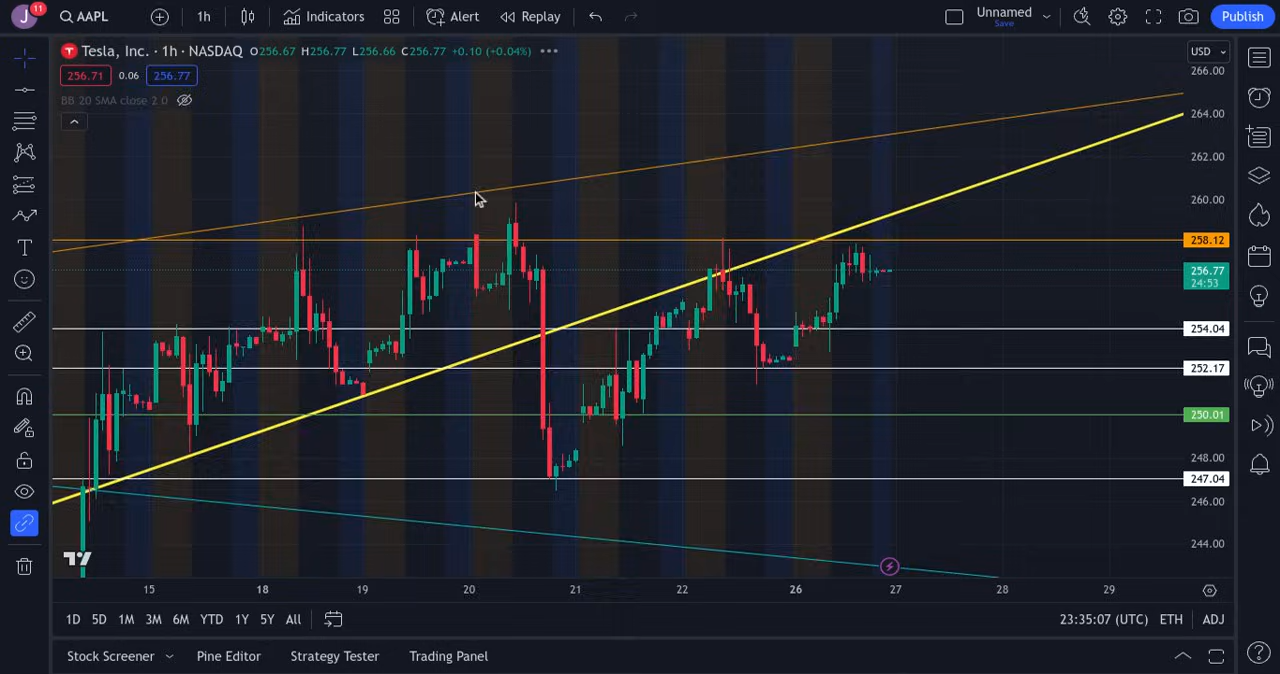 J 11 AAPL 1h Indicators Alert Replay Unnamed Save Publish
Tesla, Inc. · 1h · NASDAQ O256.67 H256.77 L256.66 C256.77 +0.10 (+0.04%)
USD
256.71 0.06 256.77
BB 20 SMA close 2 0
266.00
264.00
262.00
260.00
258.12
256.77
24:53
254.04
252.17
250.01
248.00
247.04
246.00
244.00
15 18 19 20 21 22 26 27 28 29
1D 5D 1M 3M 6M YTD 1Y 5Y All 23:35:07 (UTC) ETH ADJ
Stock Screener Pine Editor Strategy Tester Trading Panel